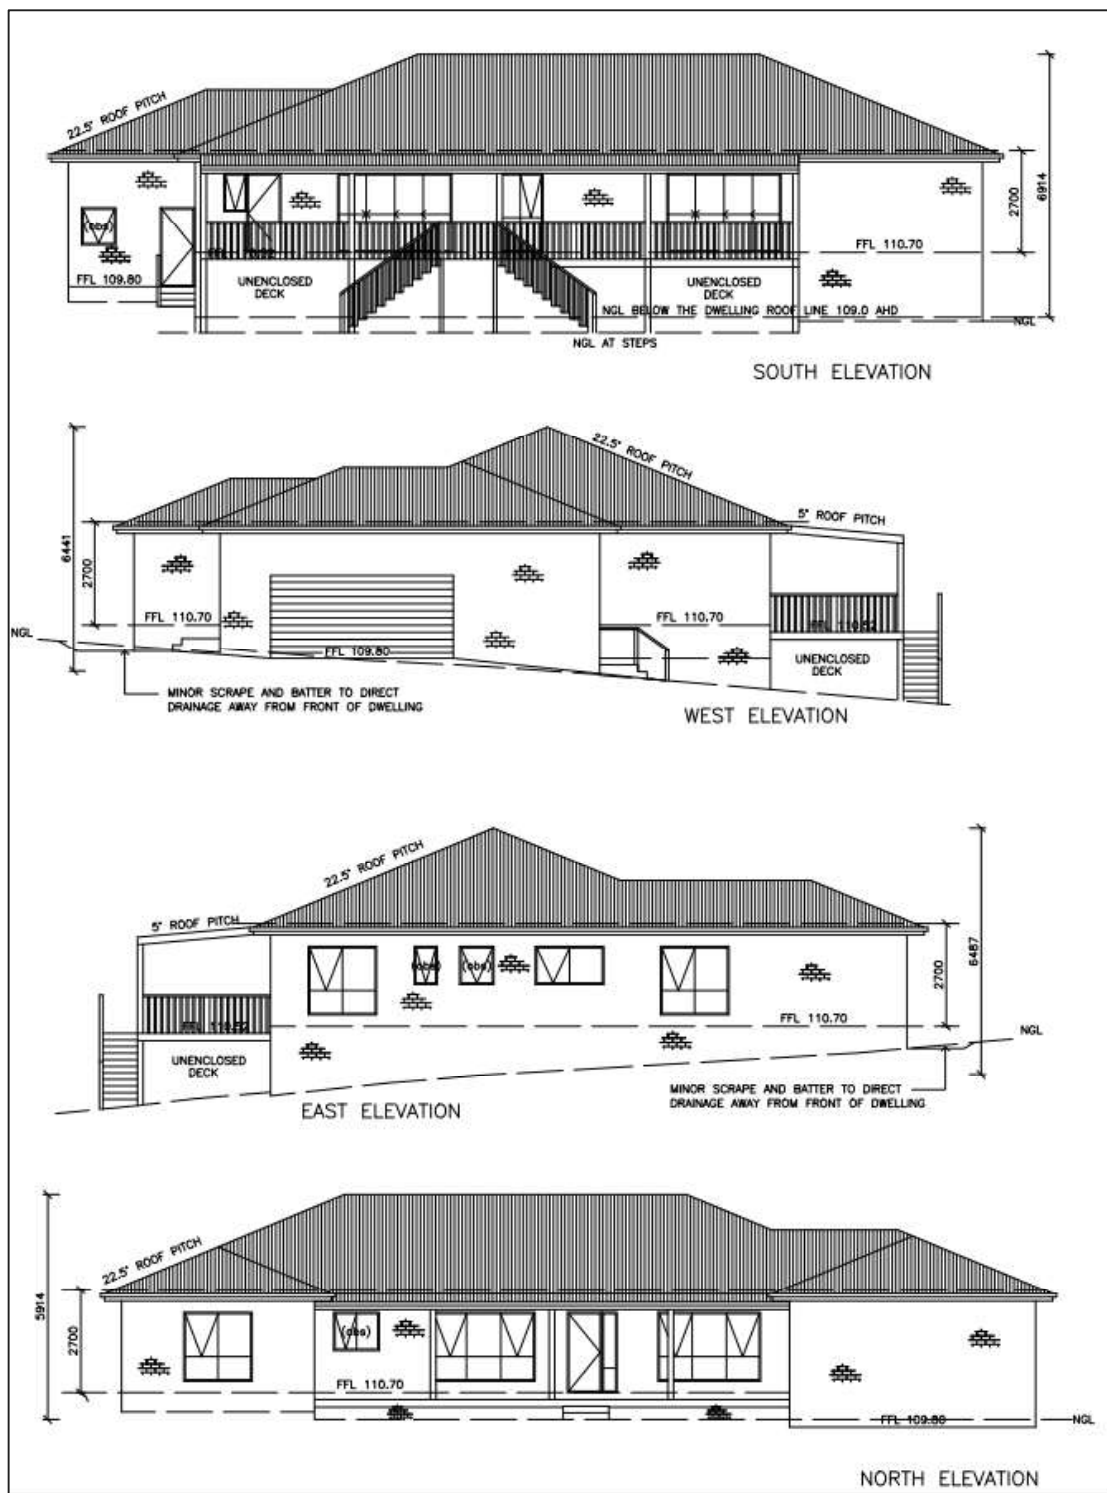 22.5° ROOF PITCH
2700
6914
(obs)
FFL 110.70
FFL 109.80
UNENCLOSED
DECK
UNENCLOSED
DECK
NGL BELOW THE DWELLING ROOF LINE 109.0 AHD
NGL
NGL AT STEPS
SOUTH ELEVATION
22.5° ROOF PITCH
5° ROOF PITCH
6441
2700
FFL 110.70
FFL 110.70
FFL 110.52
NGL
FFL 109.80
UNENCLOSED
DECK
MINOR SCRAPE AND BATTER TO DIRECT
DRAINAGE AWAY FROM FRONT OF DWELLING
WEST ELEVATION
22.5° ROOF PITCH
5° ROOF PITCH
6487
2700
(obs)
(obs)
FFL 110.52
FFL 110.70
NGL
UNENCLOSED
DECK
MINOR SCRAPE AND BATTER TO DIRECT
DRAINAGE AWAY FROM FRONT OF DWELLING
EAST ELEVATION
22.5° ROOF PITCH
5914
2700
(obs)
FFL 110.70
FFL 109.80
NGL
NORTH ELEVATION